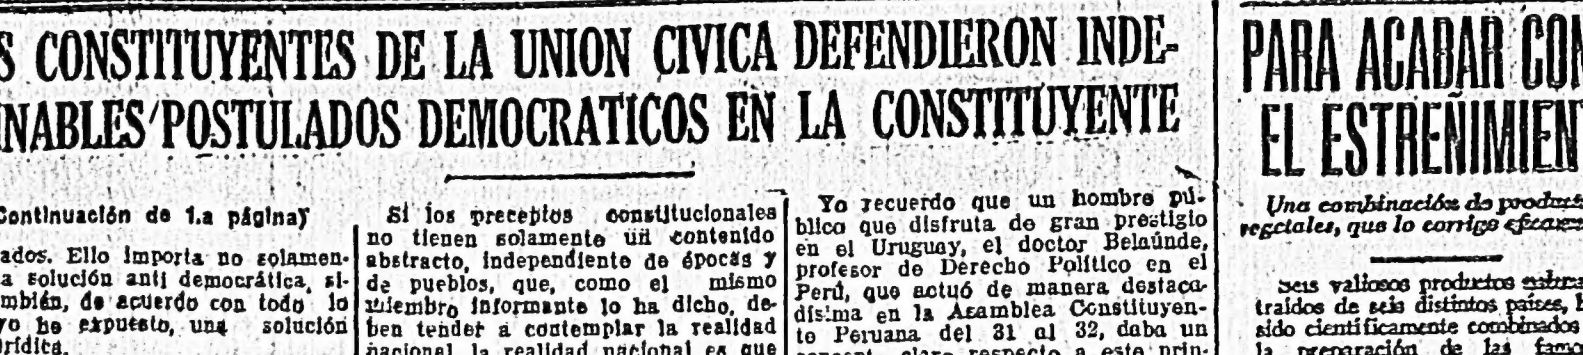 S CONSTITUYENTES DE LA UNION CIVICA DEFENDIERON INDE-
NABLES POSTULADOS DEMOCRATICOS EN LA CONSTITUYENTE
Continuación de 1.a página)
ados. Ello importa no solamen-
a solución anti democrática, si-
mbién, de acuerdo con todo lo
yo he expuesto, una solución
rídica.
Si los preceptos constitucionales
no tienen solamente un contenido
abstracto, independiente de épocas y
de pueblos, que, como el mismo
miembro informante lo ha dicho, de-
ben tender a contemplar la realidad
nacional, la realidad nacional es que
Yo recuerdo que un hombre pú-
blico que disfruta de gran prestigio
en el Uruguay, el doctor Belaúnde,
profesor de Derecho Político en el
Perú, que actuó de manera destaca-
dísima en la Asamblea Constituyen-
te Peruana del 31 al 32, daba un
respecto a este prin-
PARA ACABAR CON
EL ESTREÑIMIEN
Una combinación de product
vegetales, que lo corrige
Seis valiosos productos
traídos de seis distintos países,
sido científicamente combinados
la preparación de las famo